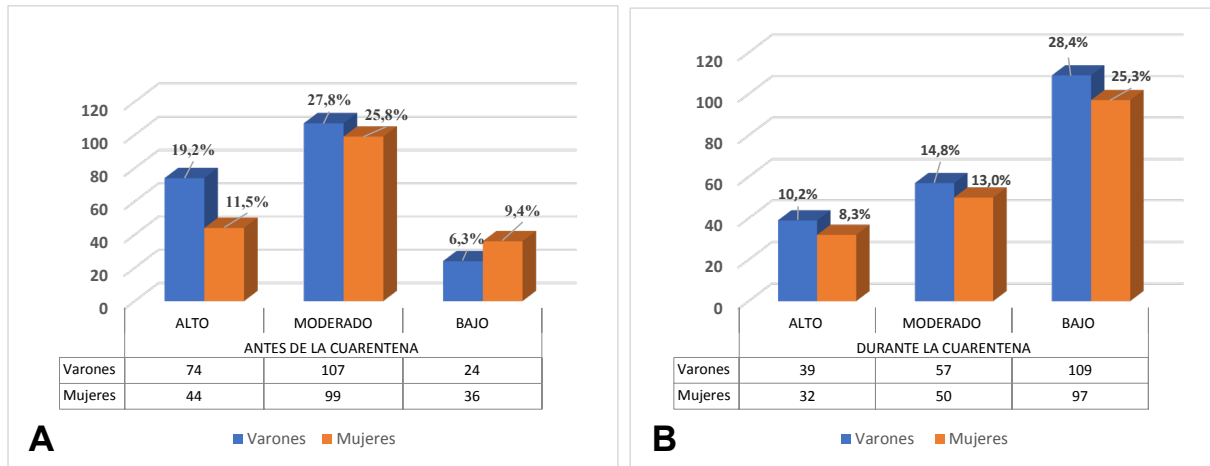 120
100
80
60
40
20
0
19,2%
11,5%
27,8%
25,8%
6,3%
9,4%
ALTO MODERADO BAJO
ANTES DE LA CUARENTENA
Varones 74 107 24
Mujeres 44 99 36
Varones Mujeres
A
120
100
80
60
40
20
0
10,2%
8,3%
14,8%
13,0%
28,4%
25,3%
ALTO MODERADO BAJO
DURANTE LA CUARENTENA
Varones 39 57 109
Mujeres 32 50 97
Varones Mujeres
B